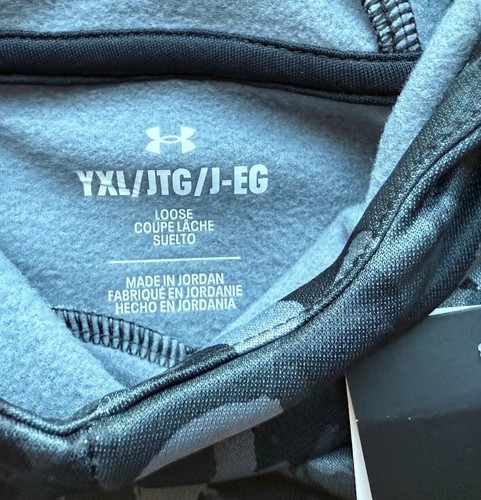 YXL/JTG/J-EG
LOOSE
COUPE LÂCHE
SUELTO
MADE IN JORDAN
FABRIQUÉ EN JORDANIE
HECHO EN JORDANIA